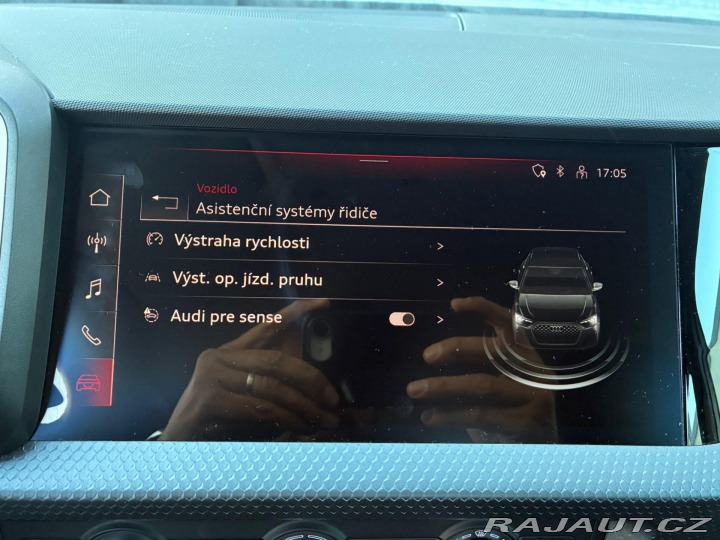 17:05
Vozidlo
Asistenční systémy řidiče
Výstraha rychlosti
Výst. op. jízd. pruhu
Audi pre sense
RAJAUT.CZ